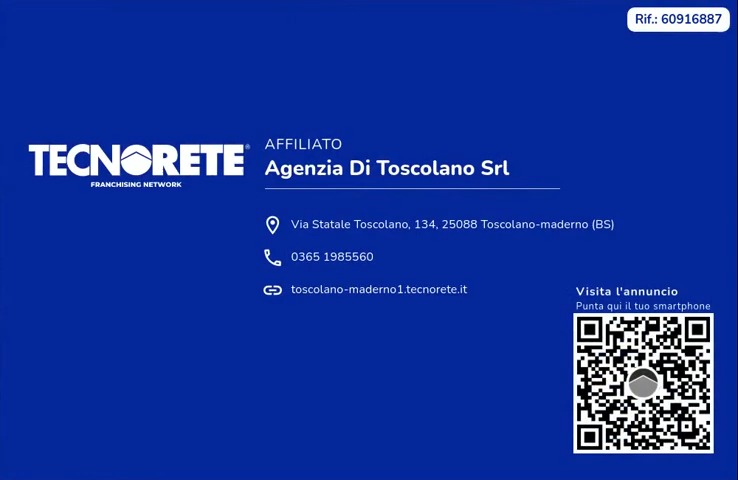 Rif.: 60916887
TECNORETE®
FRANCHISING NETWORK
AFFILIATO
Agenzia Di Toscolano Srl
Via Statale Toscolano, 134, 25088 Toscolano-maderno (BS)
0365 1985560
toscolano-maderno1.tecnorete.it
Visita l'annuncio
Punta qui il tuo smartphone